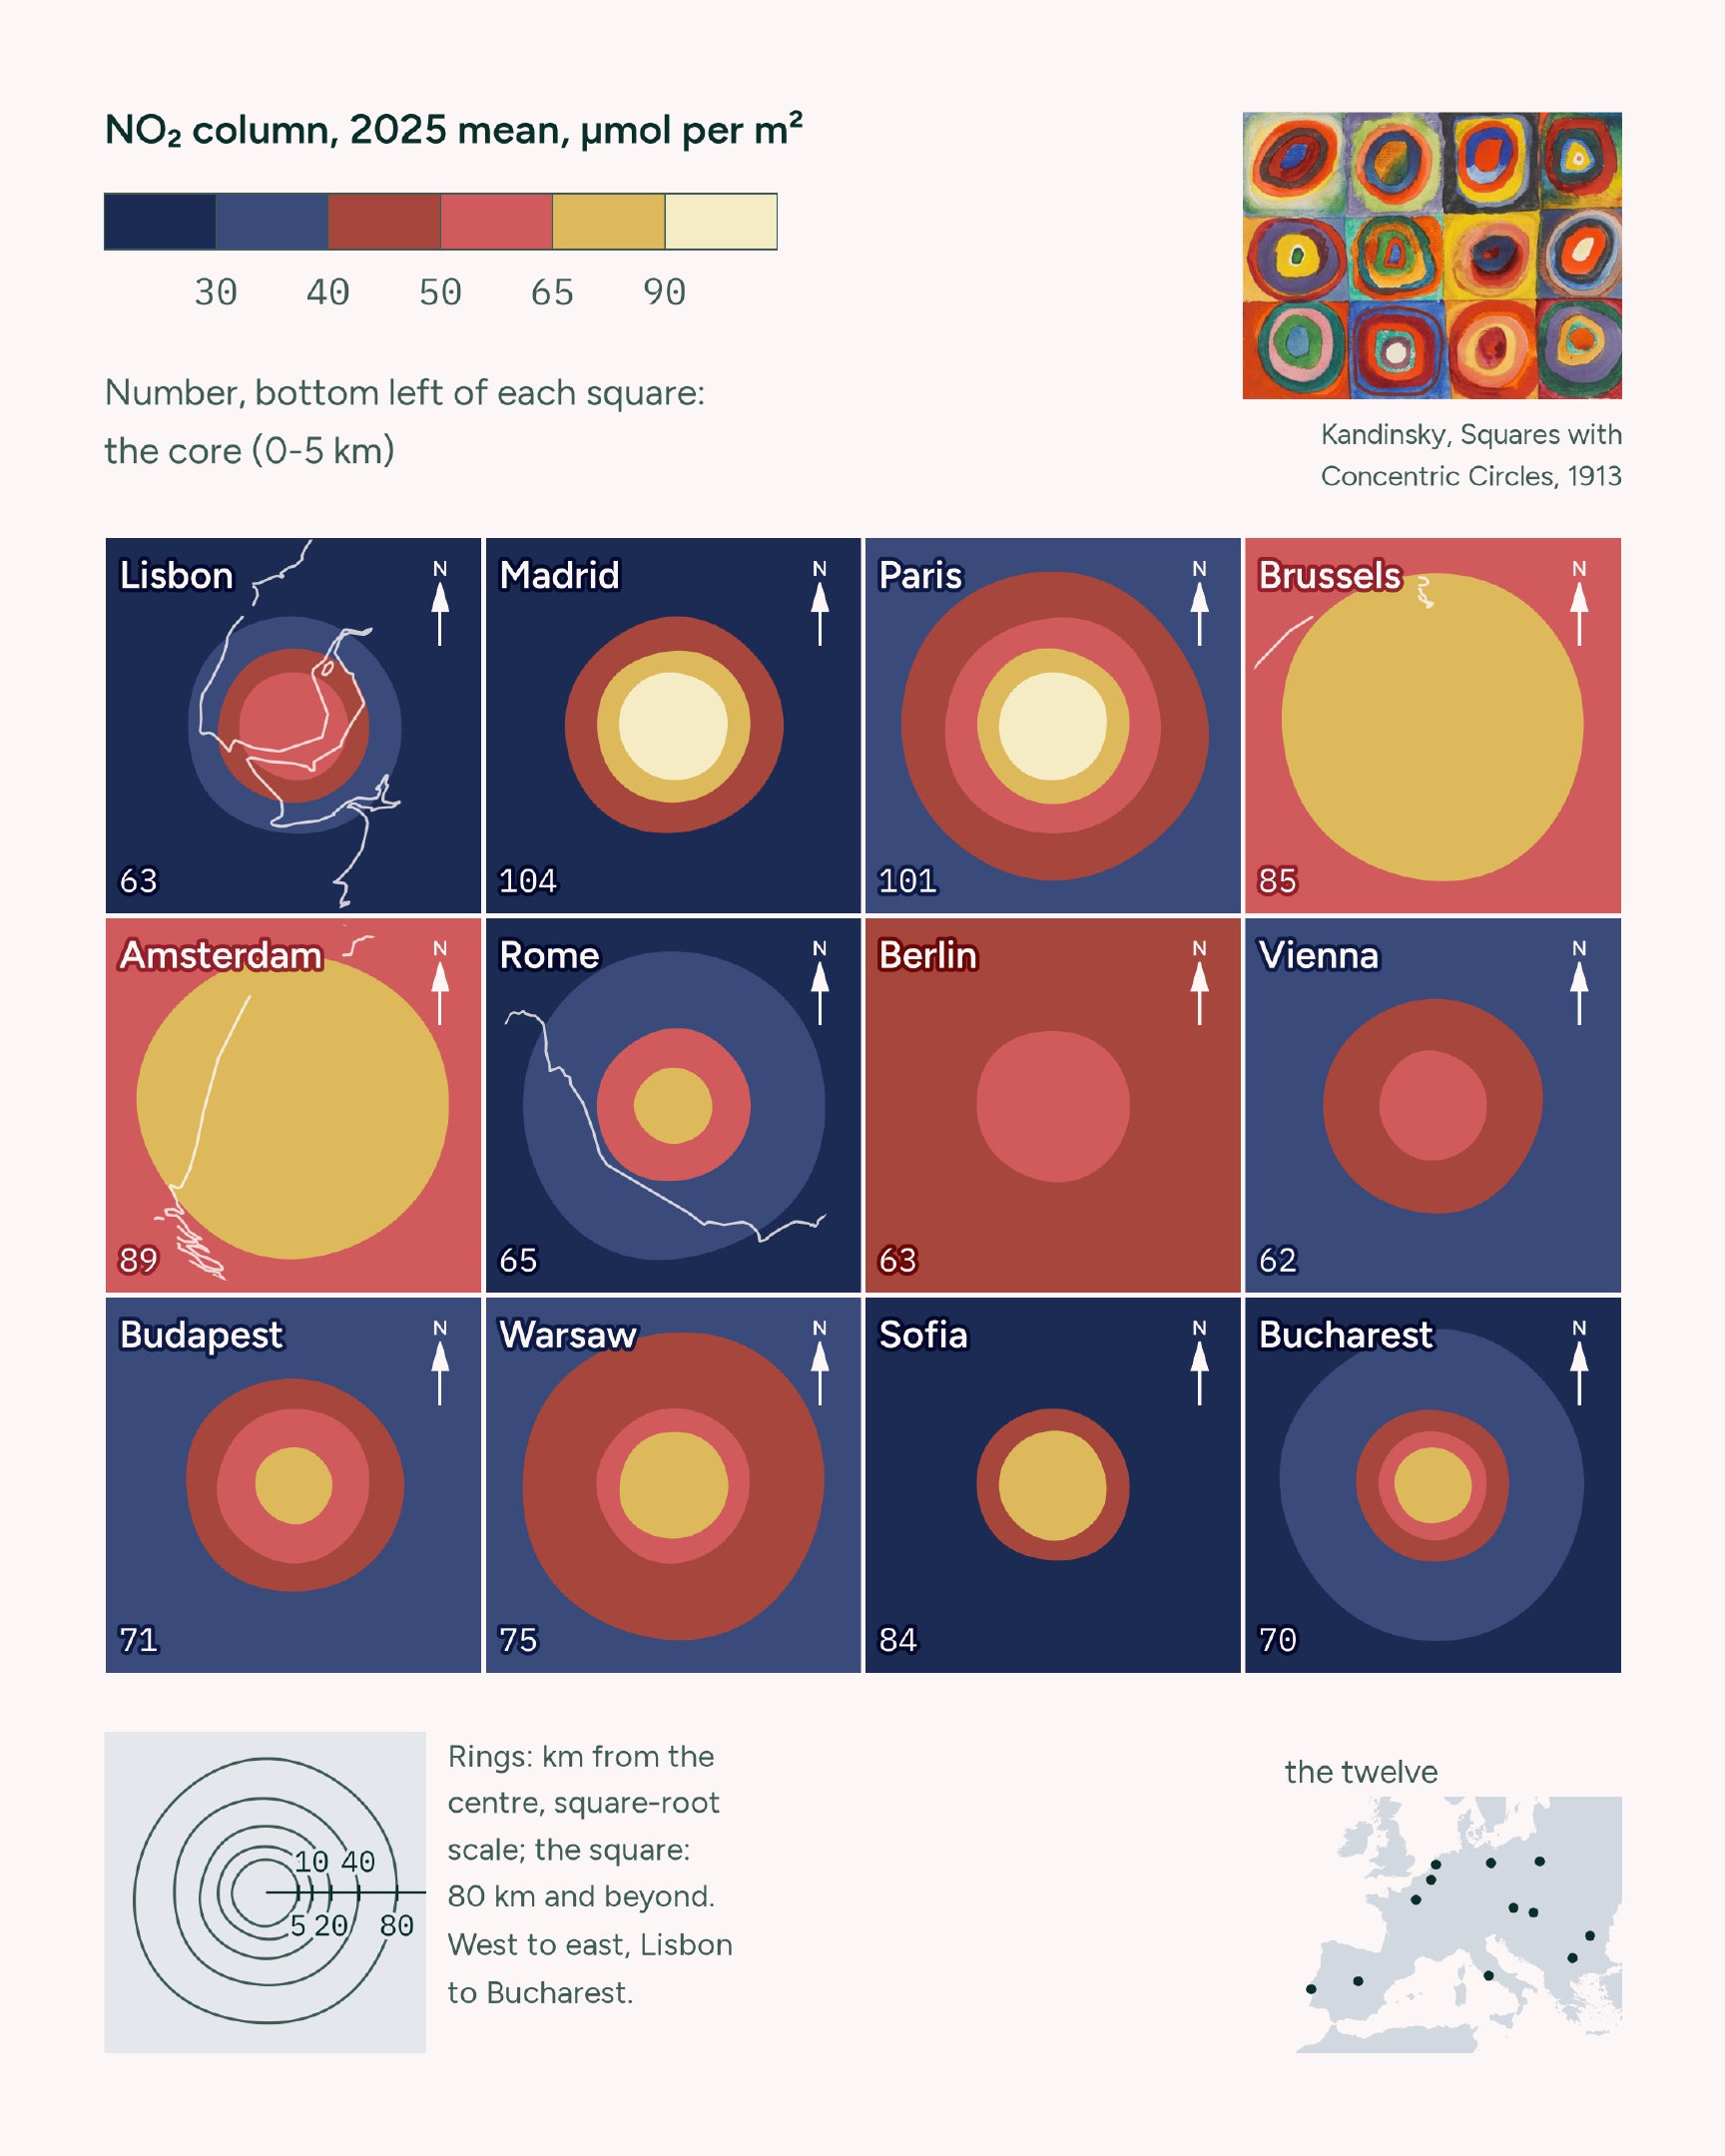 NO₂ column, 2025 mean, µmol per m²
30 40 50 65 90
Number, bottom left of each square:
the core (0-5 km)
Kandinsky, Squares with
Concentric Circles, 1913
Lisbon
N
63
Madrid
N
104
Paris
N
101
Brussels
N
85
Amsterdam
N
89
Rome
N
65
Berlin
N
63
Vienna
N
62
Budapest
N
71
Warsaw
N
75
Sofia
N
84
Bucharest
N
70
10 40
5 20 80
Rings: km from the
centre, square-root
scale; the square:
80 km and beyond.
West to east, Lisbon
to Bucharest.
the twelve